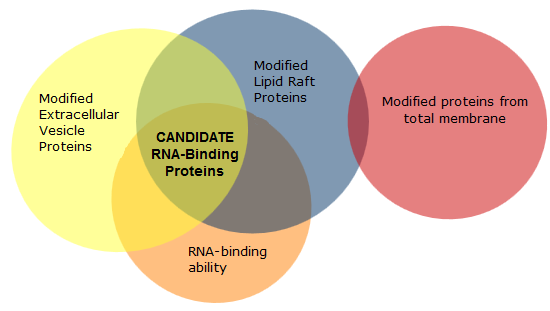 Modified
Extracellular
Vesicle
Proteins
Modified
Lipid Raft
Proteins
Modified proteins from
total membrane
CANDIDATE
RNA-Binding
Proteins
RNA-binding
ability